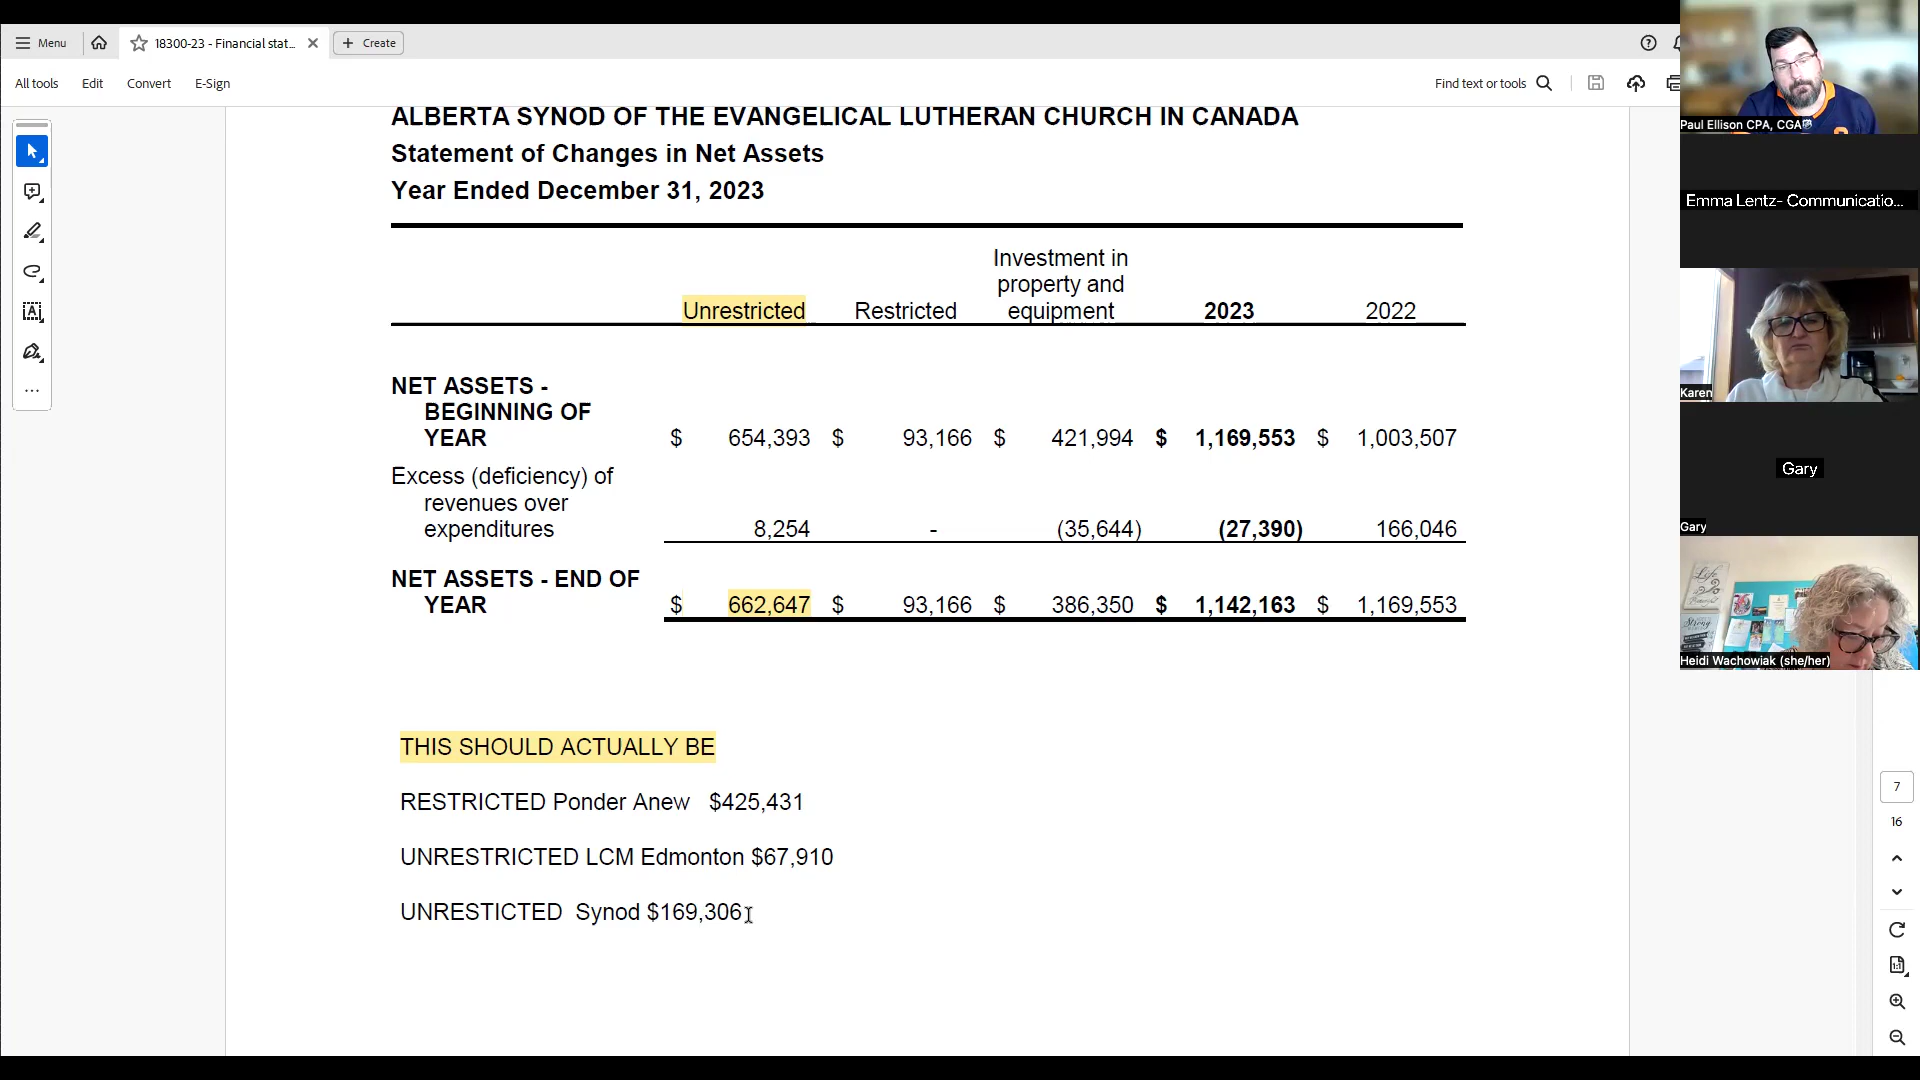 Menu
18300-23 - Financial stat...
Create
All tools
Edit
Convert
E-Sign
Find text or tools
ALBERTA SYNOD OF THE EVANGELICAL LUTHERAN CHURCH IN CANADA
Statement of Changes in Net Assets
Year Ended December 31, 2023
Unrestricted Restricted Investment in property and equipment 2023 2022
NET ASSETS -
BEGINNING OF
YEAR $ 654,393 $ 93,166 $ 421,994 $ 1,169,553 $ 1,003,507
Excess (deficiency) of
revenues over
expenditures 8,254 - (35,644) (27,390) 166,046
NET ASSETS - END OF
YEAR $ 662,647 $ 93,166 $ 386,350 $ 1,142,163 $ 1,169,553
THIS SHOULD ACTUALLY BE
RESTRICTED Ponder Anew $425,431
UNRESTRICTED LCM Edmonton $67,910
UNRESTICTED Synod $169,306
7
16
Paul Ellison CPA, CGA
Emma Lentz- Communicatio...
Karen
Gary
Gary
Life
Strong
Heidi Wachowiak (she/her)